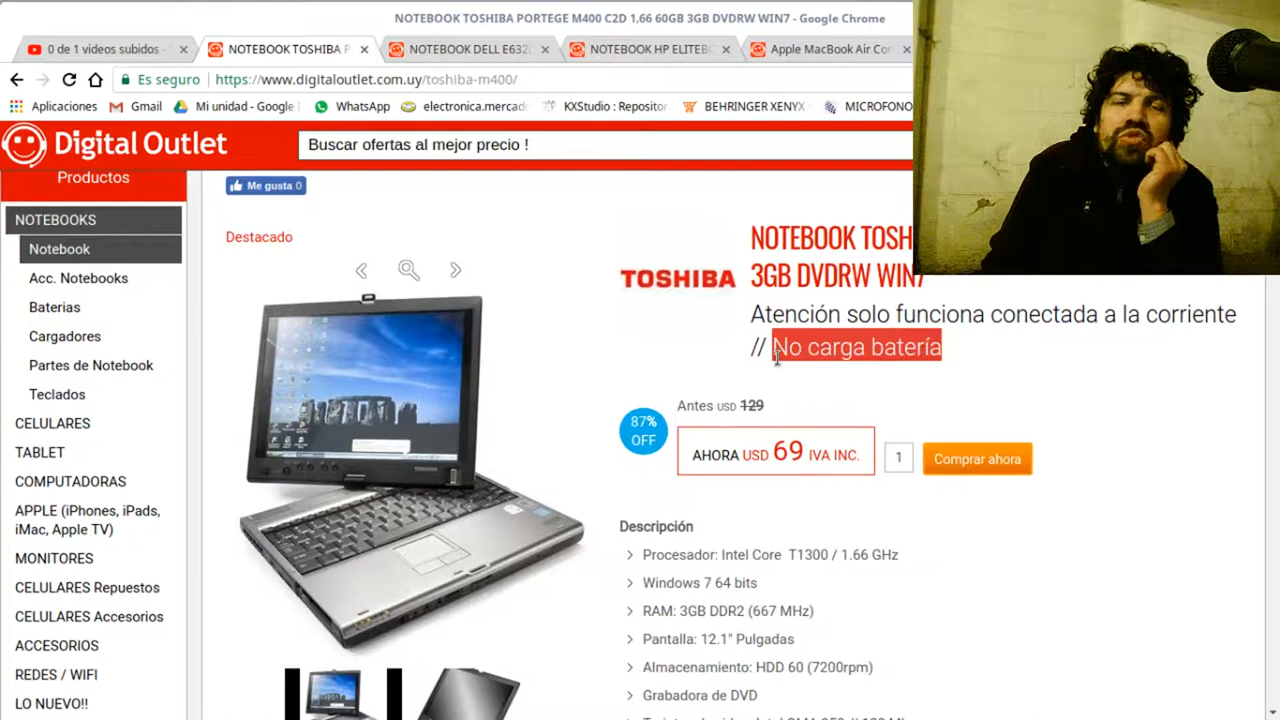 NOTEBOOK TOSHIBA PORTEGE M400 C2D 1,66 60GB 3GB DVDRW WIN7 - Google Chrome
0 de 1 videos subidos -
NOTEBOOK TOSHIBA P
NOTEBOOK DELL E632
NOTEBOOK HP ELITEB
Apple MacBook Air Cor
Es seguro
https://www.digitaloutlet.com.uy/toshiba-m400/
Aplicaciones
Gmail
Mi unidad - Google
WhatsApp
electronica.mercad
KXStudio : Repositor
BEHRINGER XENYX
MICROFONO
Digital Outlet
Buscar ofertas al mejor precio !
Productos
NOTEBOOKS
Notebook
Acc. Notebooks
Baterias
Cargadores
Partes de Notebook
Teclados
CELULARES
TABLET
COMPUTADORAS
APPLE (iPhones, iPads,
iMac, Apple TV)
MONITORES
CELULARES Repuestos
CELULARES Accesorios
ACCESORIOS
REDES / WIFI
LO NUEVO!!
Me gusta 0
Destacado
TOSHIBA
TOSHIBA
NOTEBOOK TOSH
3GB DVDRW WIN7
Atención solo funciona conectada a la corriente
// No carga batería
87%
OFF
Antes USD 129
AHORA USD 69 IVA INC.
1
Comprar ahora
Descripción
Procesador: Intel Core T1300 / 1.66 GHz
Windows 7 64 bits
RAM: 3GB DDR2 (667 MHz)
Pantalla: 12.1" Pulgadas
Almacenamiento: HDD 60 (7200rpm)
Grabadora de DVD